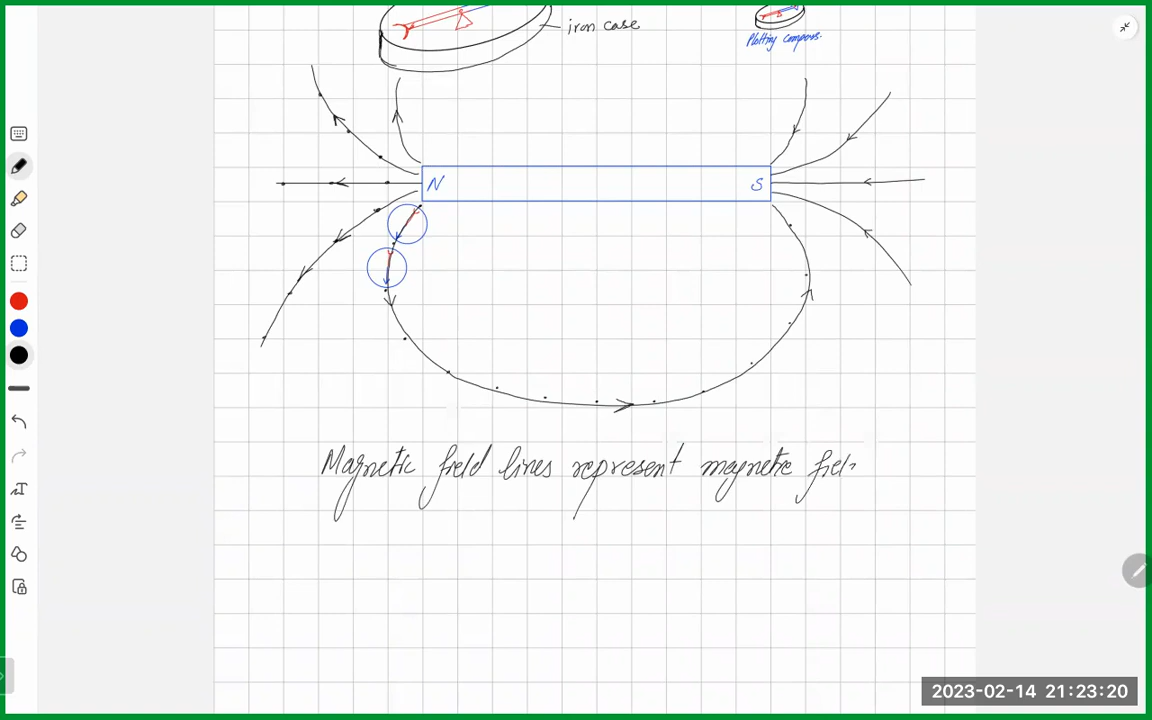 iron case
Plotting compass.
N
S
Magnetic field lines represent magnetic fiel
2023-02-14 21:23:20